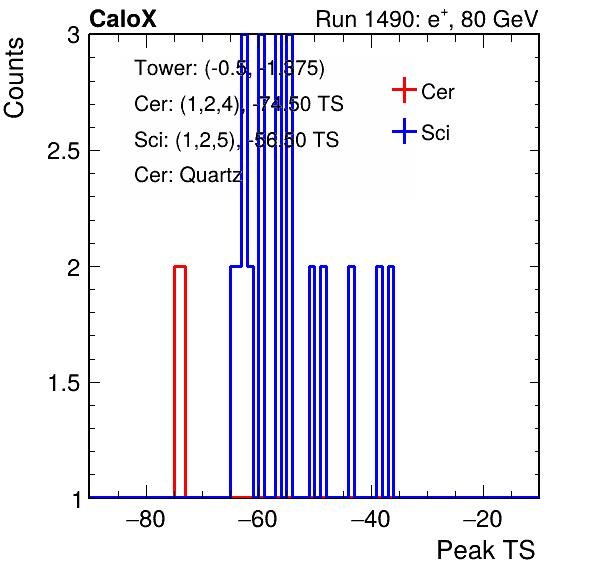 CaloX Run 1490: e⁺, 80 GeV
Counts
3
2.5
2
1.5
1
Tower: (-0.5, -1.375)
Cer: (1,2,4), -74.50 TS
Sci: (1,2,5), -56.50 TS
Cer: Quartz
Cer
Sci
−80 −60 −40 −20
Peak TS